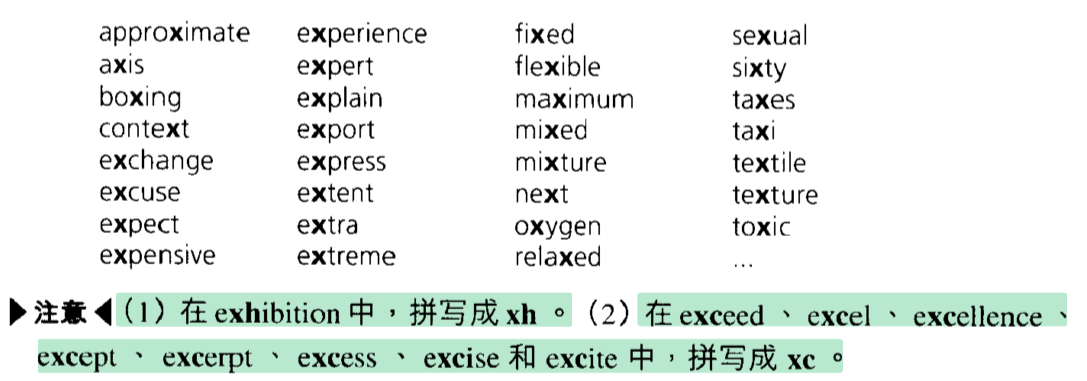 approximate experience fixed sexual
axis expert flexible sixty
boxing explain maximum taxes
context export mixed taxi
exchange express mixture textile
excuse extent next texture
expect extra oxygen toxic
expensive extreme relaxed ...
▶注意◀（1）在 exhibition 中，拼写成 xh 。（2）在 exceed 、 excel 、 excellence 、
except 、 excerpt 、 excess 、 excise 和 excite 中，拼写成 xc 。